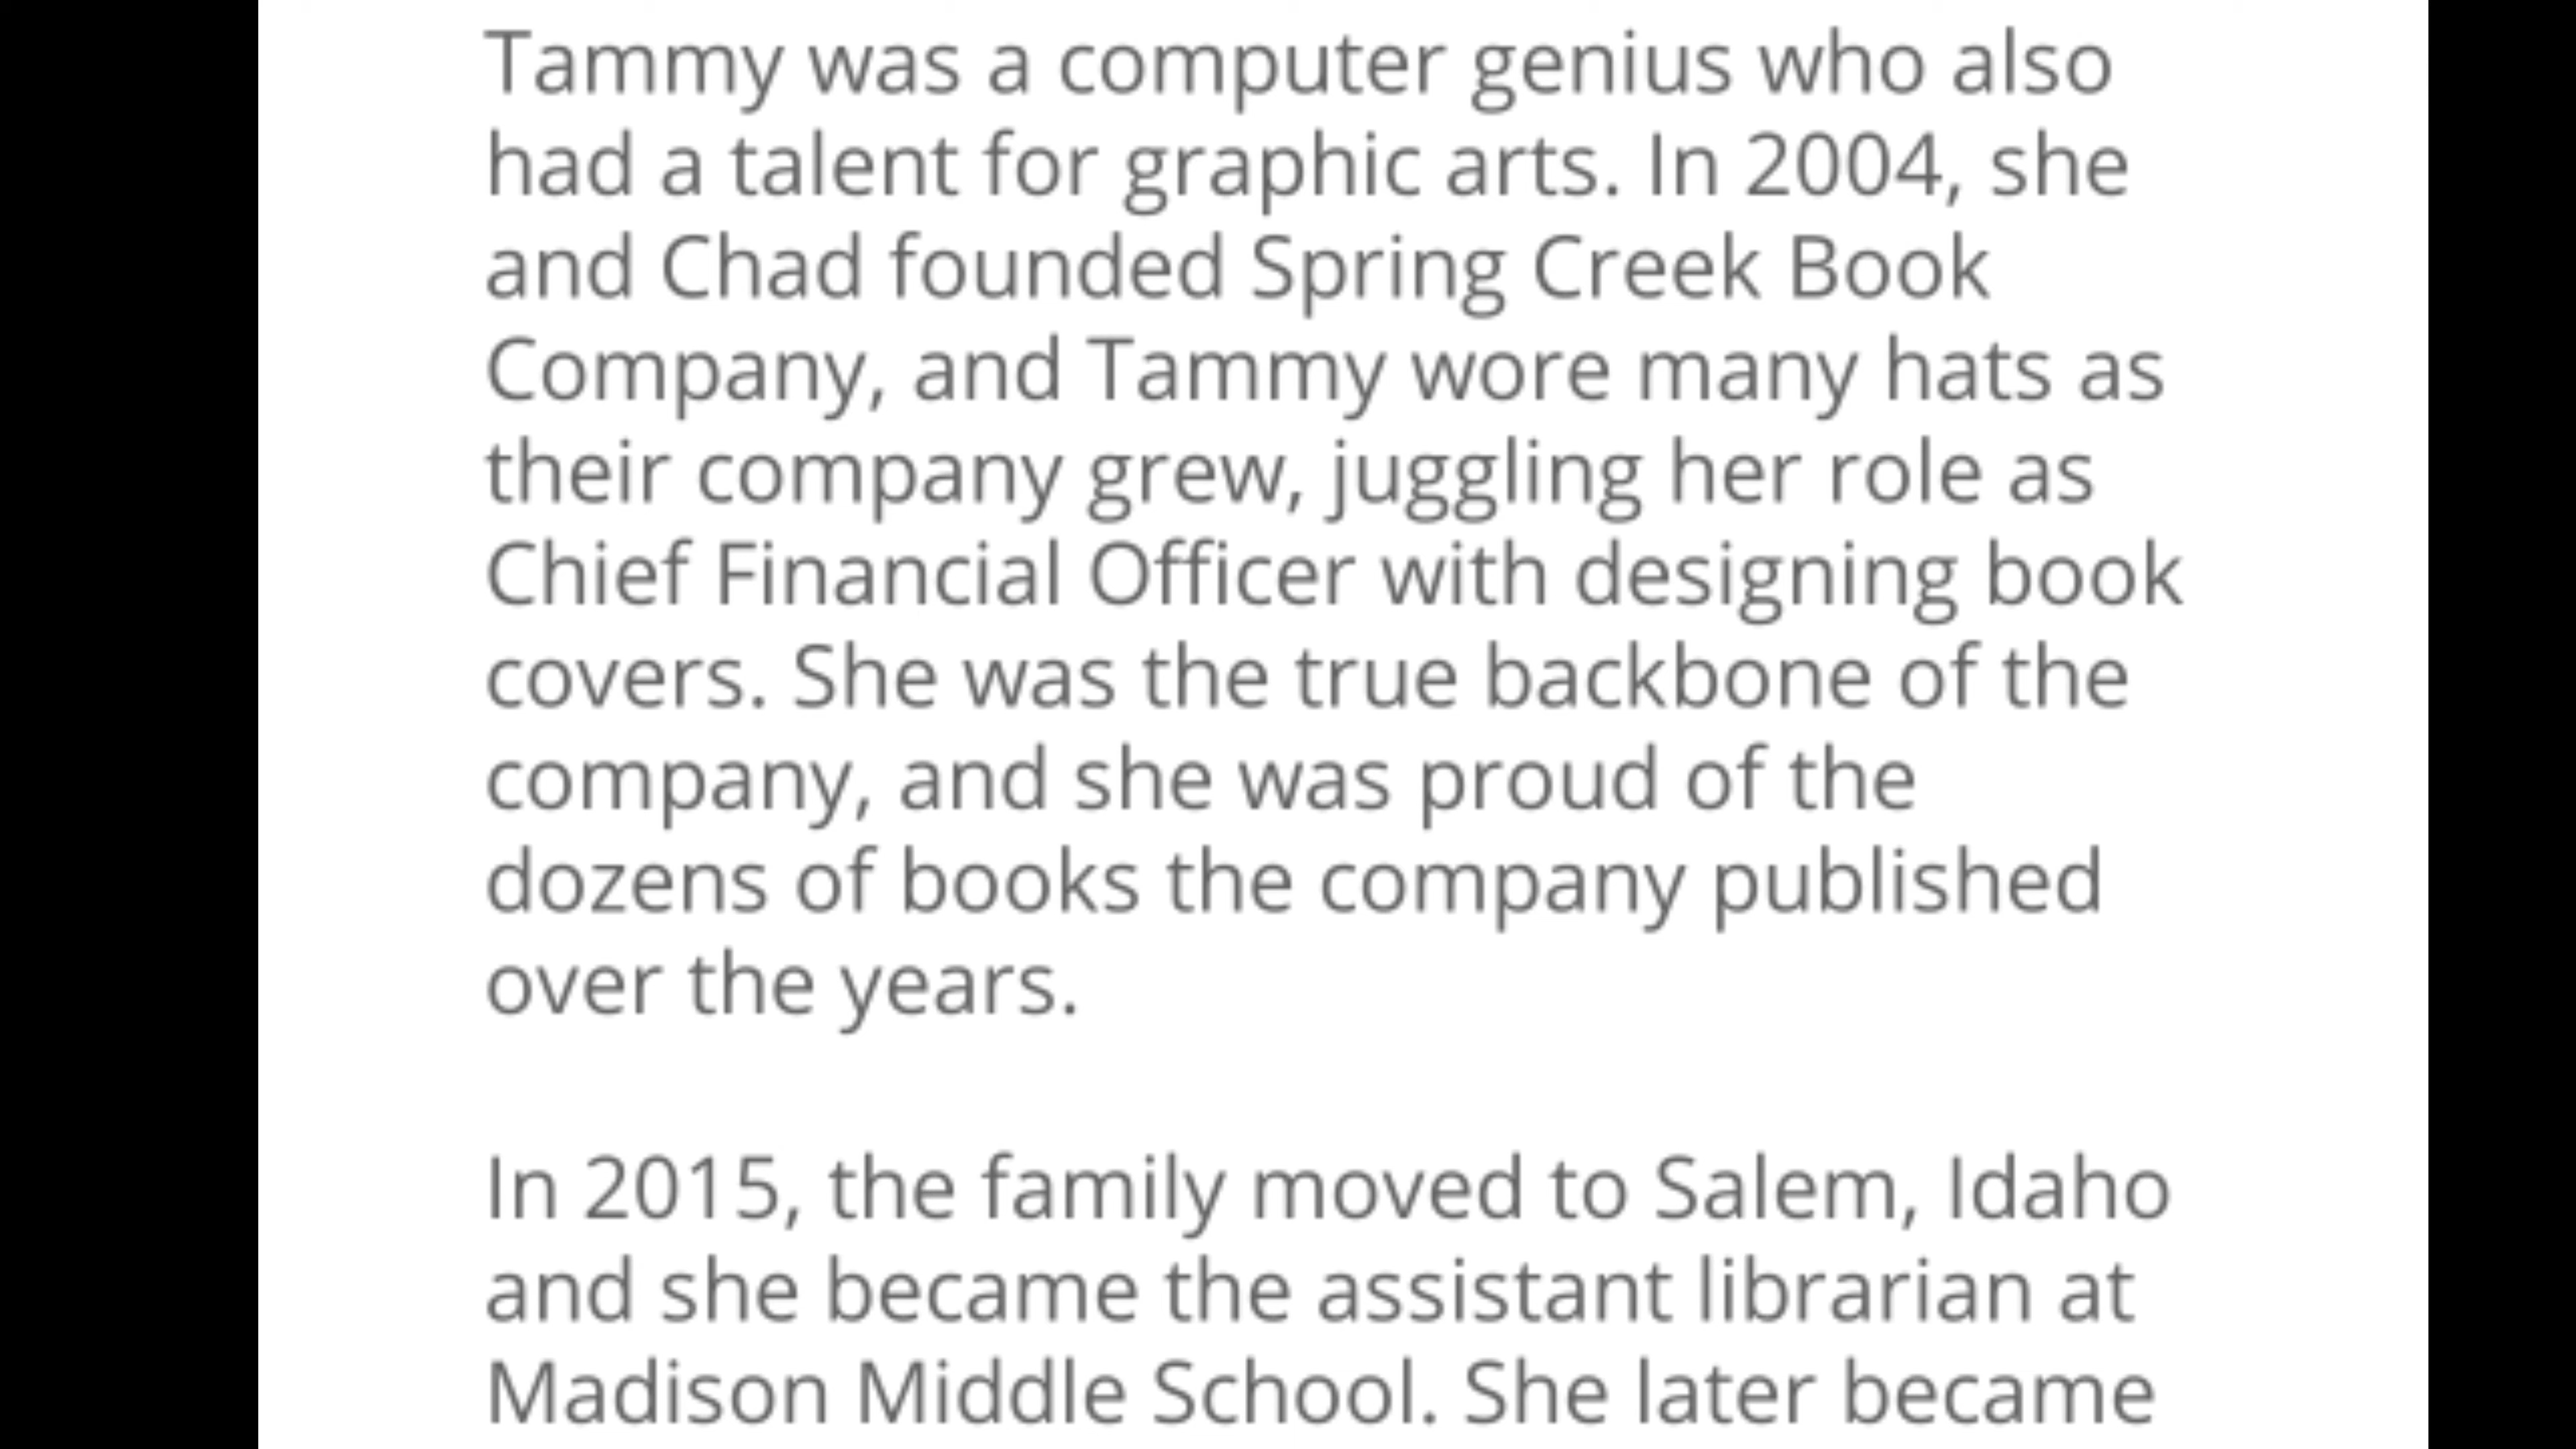 Tammy was a computer genius who also
had a talent for graphic arts. In 2004, she
and Chad founded Spring Creek Book
Company, and Tammy wore many hats as
their company grew, juggling her role as
Chief Financial Officer with designing book
covers. She was the true backbone of the
company, and she was proud of the
dozens of books the company published
over the years.
In 2015, the family moved to Salem, Idaho
and she became the assistant librarian at
Madison Middle School. She later became